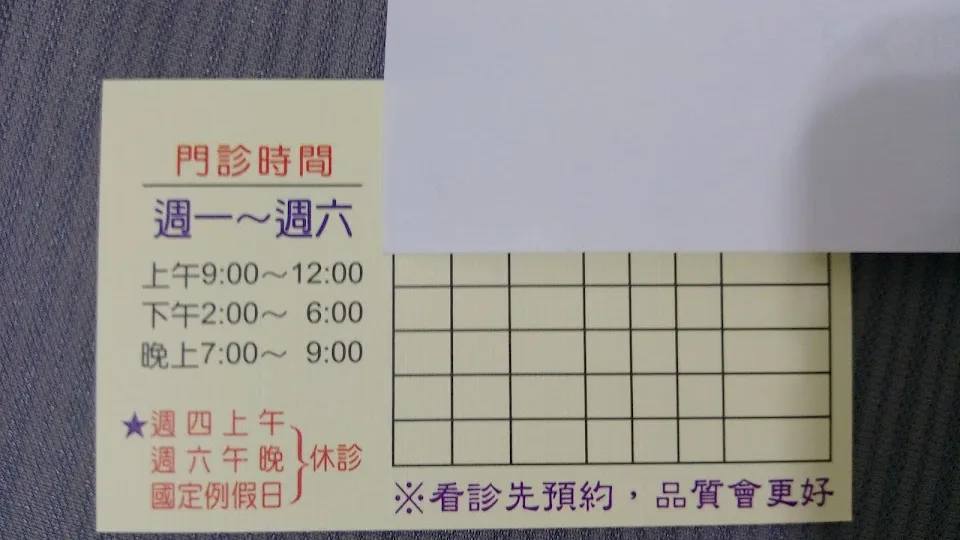 門診時間
週一～週六
上午9:00～12:00
下午2:00～ 6:00
晚上7:00～ 9:00
★週四上午
週六午晚
國定例假日
}休診
※看診先預約，品質會更好